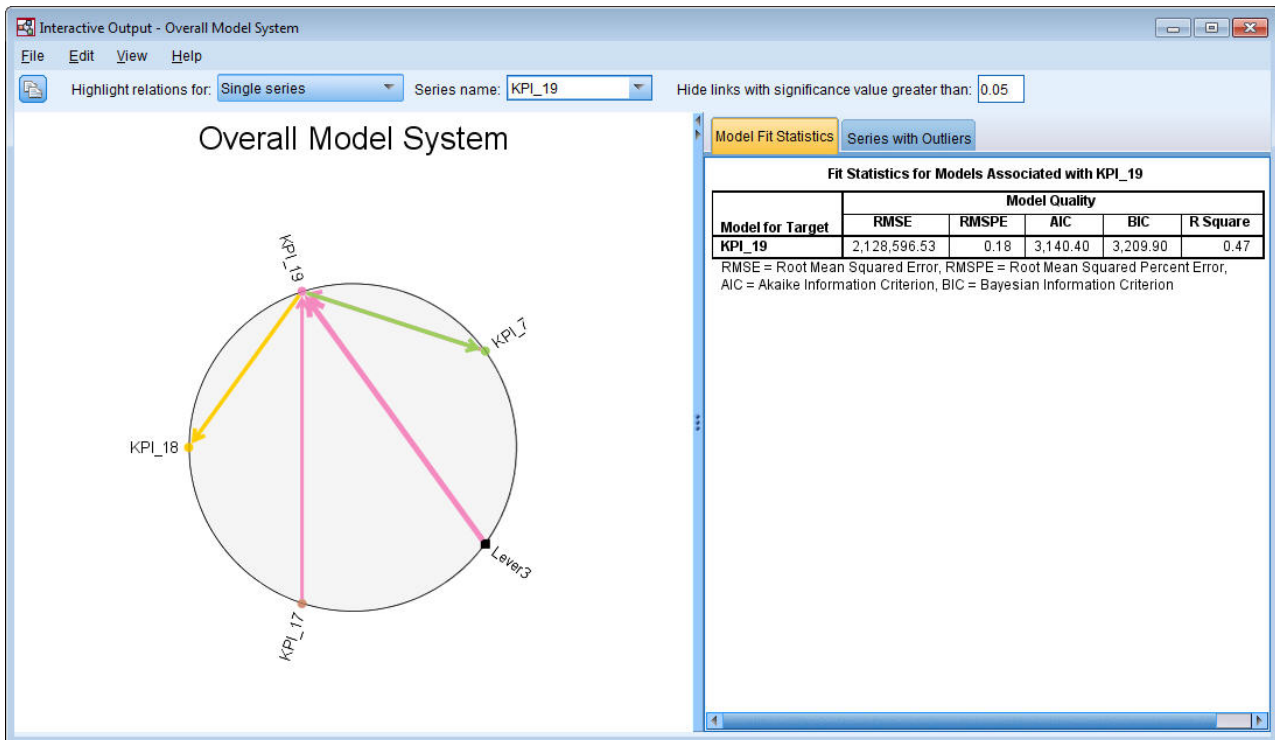 Interactive Output - Overall Model System
File Edit View Help
Highlight relations for: Single series Series name: KPI_19 Hide links with significance value greater than: 0.05
Overall Model System
KPI_19
KPI_7
KPI_18
Lever3
KPI_17
Model Fit Statistics Series with Outliers
Fit Statistics for Models Associated with KPI_19
Model Quality
Model for Target RMSE RMSPE AIC BIC R Square
KPI_19 2,128,596.53 0.18 3,140.40 3,209.90 0.47
RMSE = Root Mean Squared Error, RMSPE = Root Mean Squared Percent Error,
AIC = Akaike Information Criterion, BIC = Bayesian Information Criterion